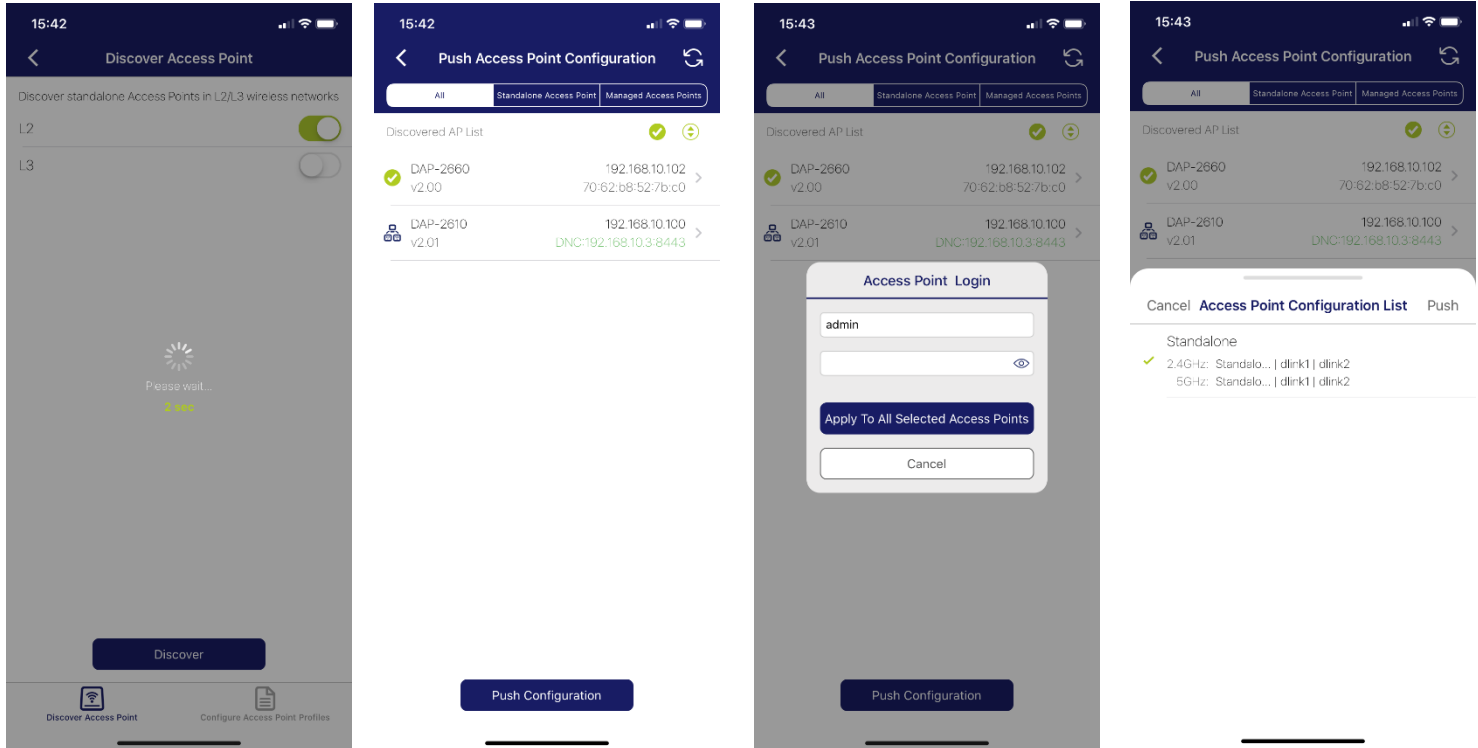 15:42
Discover Access Point
Discover standalone Access Points in L2/L3 wireless networks
L2
L3
Please wait...
2 sec
Discover
Discover Access Point
Configure Access Point Profiles
15:42
Push Access Point Configuration
All Standalone Access Point Managed Access Points
Discovered AP List
DAP-2660 192.168.10.102
v2.00 70:62:b8:52:7b:c0
DAP-2610 192.168.10.100
v2.01 DNC:192.168.10.3:8443
Push Configuration
15:43
Push Access Point Configuration
All Standalone Access Point Managed Access Points
Discovered AP List
DAP-2660 192.168.10.102
v2.00 70:62:b8:52:7b:c0
DAP-2610 192.168.10.100
v2.01 DNC:192.168.10.3:8443
Access Point Login
admin
Apply To All Selected Access Points
Cancel
Push Configuration
15:43
Push Access Point Configuration
All Standalone Access Point Managed Access Points
Discovered AP List
DAP-2660 192.168.10.102
v2.00 70:62:b8:52:7b:c0
DAP-2610 192.168.10.100
v2.01 DNC:192.168.10.3:8443
Cancel Access Point Configuration List Push
Standalone
2.4GHz: Standalo... | dlink1 | dlink2
5GHz: Standalo... | dlink1 | dlink2